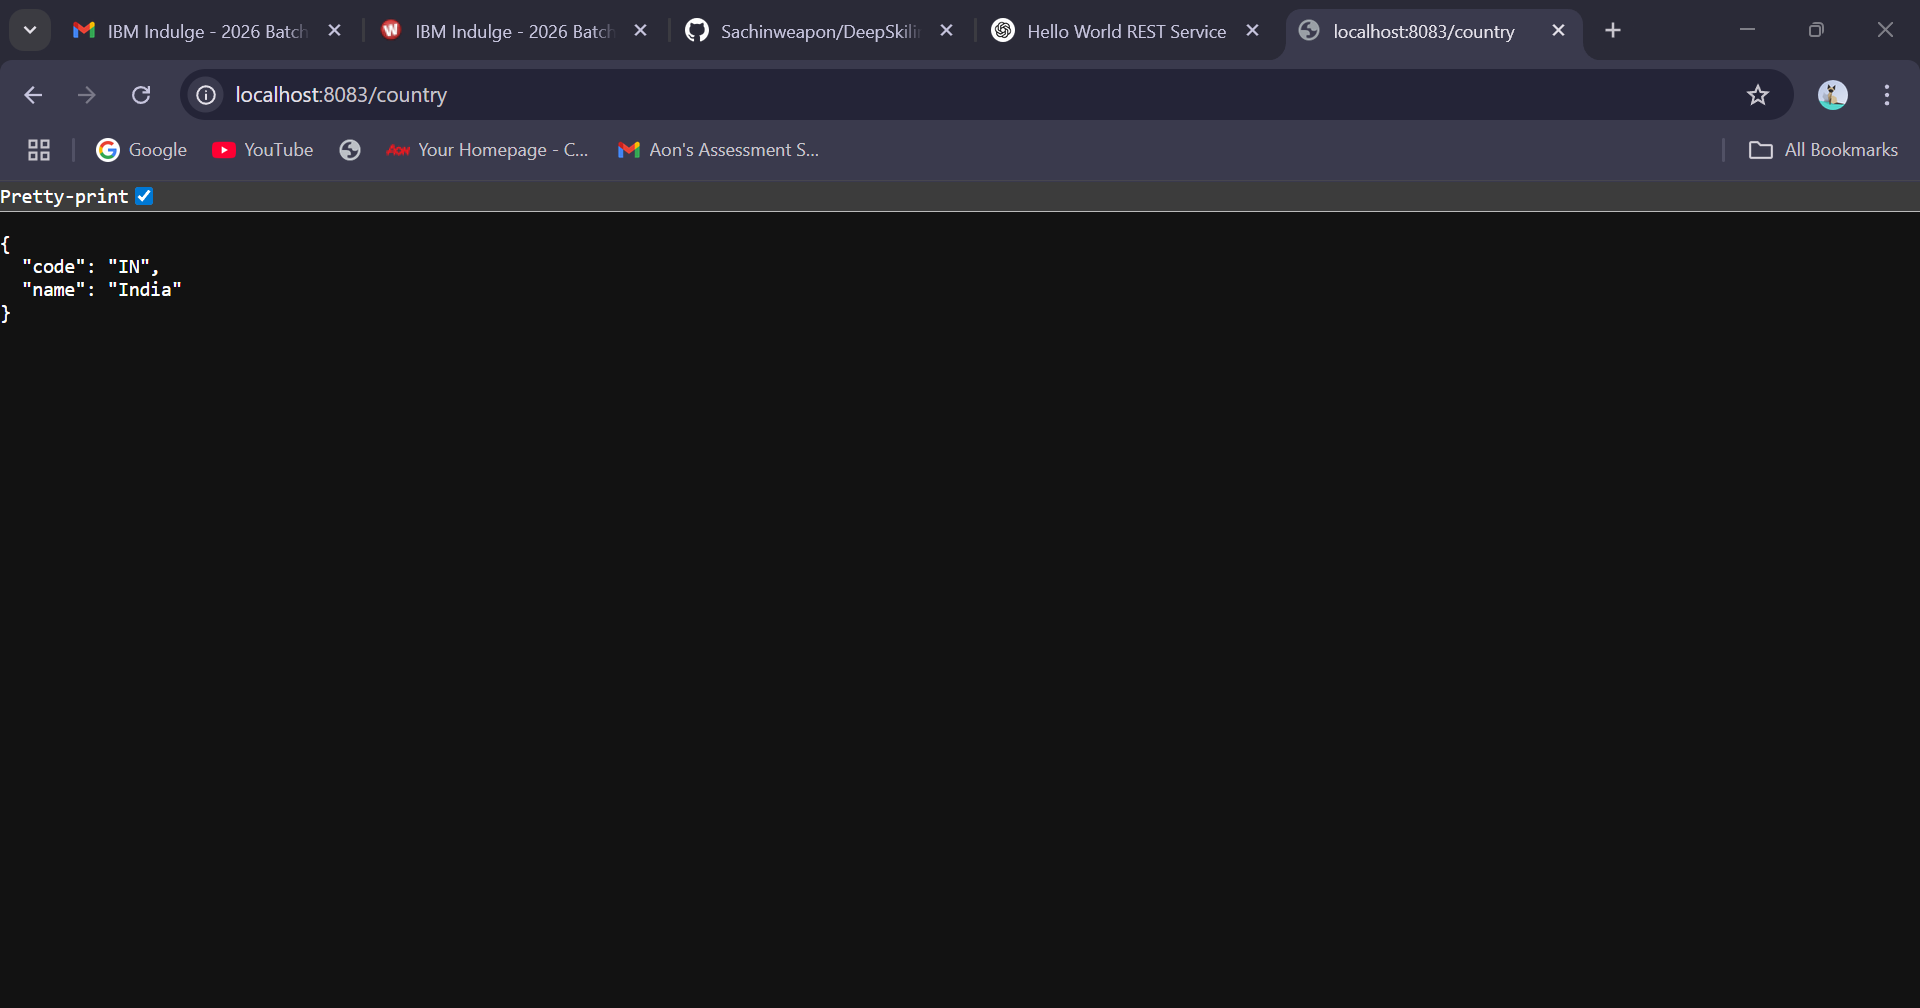 IBM Indulge - 2026 Batch
IBM Indulge - 2026 Batch
Sachinweapon/DeepSkilin
Hello World REST Service
localhost:8083/country
localhost:8083/country
Google
YouTube
Aon Your Homepage - C...
Aon's Assessment S...
All Bookmarks
Pretty-print
{
"code": "IN",
"name": "India"
}